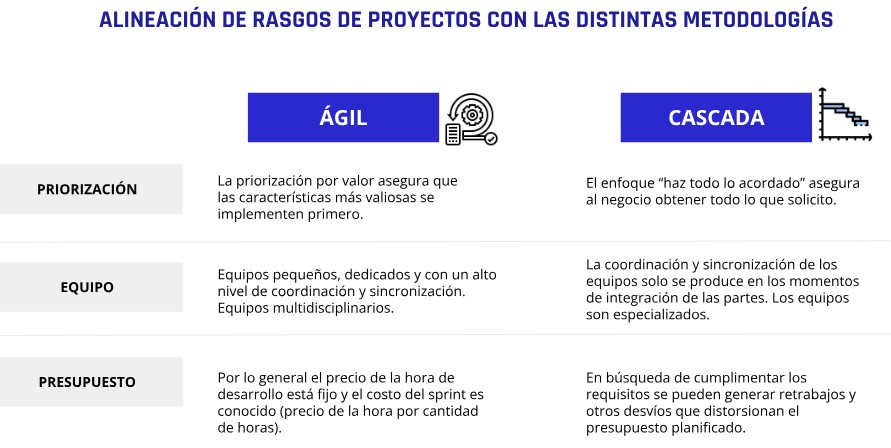 ALINEACIÓN DE RASGOS DE PROYECTOS CON LAS DISTINTAS METODOLOGÍAS
ÁGIL
CASCADA
PRIORIZACIÓN
La priorización por valor asegura que
las características más valiosas se
implementen primero.
El enfoque “haz todo lo acordado” asegura
al negocio obtener todo lo que solicito.
EQUIPO
Equipos pequeños, dedicados y con un alto
nivel de coordinación y sincronización.
Equipos multidisciplinarios.
La coordinación y sincronización de los
equipos solo se produce en los momentos
de integración de las partes. Los equipos
son especializados.
PRESUPUESTO
Por lo general el precio de la hora de
desarrollo está fijo y el costo del sprint es
conocido (precio de la hora por cantidad
de horas).
En búsqueda de cumplimentar los
requisitos se pueden generar retrabajos y
otros desvíos que distorsionan el
presupuesto planificado.